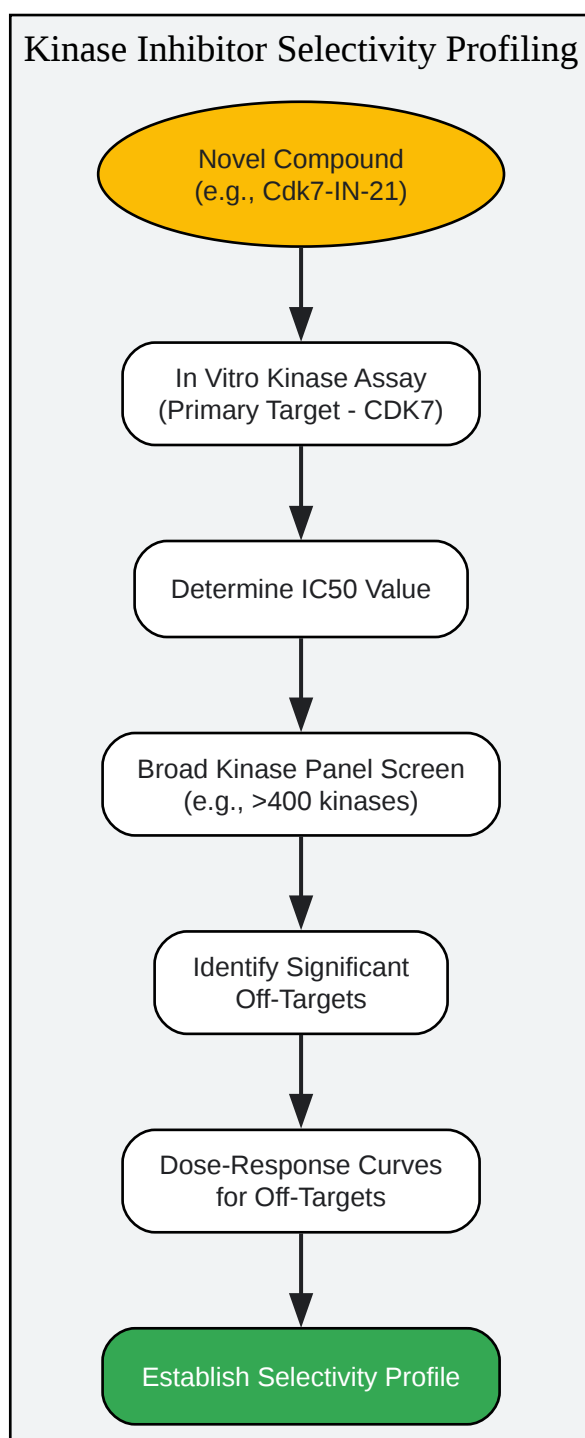 Kinase Inhibitor Selectivity Profiling
Novel Compound
(e.g., Cdk7-IN-21)
In Vitro Kinase Assay
(Primary Target - CDK7)
Determine IC50 Value
Broad Kinase Panel Screen
(e.g., >400 kinases)
Identify Significant
Off-Targets
Dose-Response Curves
for Off-Targets
Establish Selectivity Profile